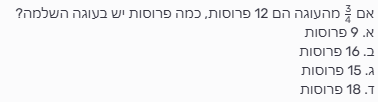 אם 3/4 מהעוגה הם 12 פרוסות, כמה פרוסות יש בעוגה השלמה?
א. 9 פרוסות
ב. 16 פרוסות
ג. 15 פרוסות
ד. 18 פרוסות